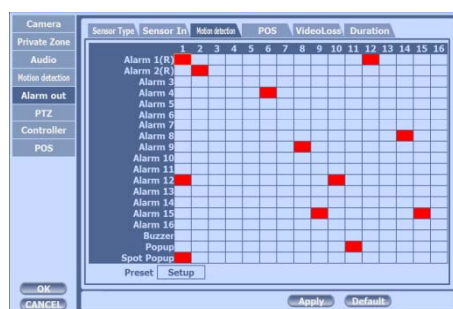 Camera
Private Zone
Audio
Motion detection
Alarm out
PTZ
Controller
POS
OK
CANCEL
Sensor Type Sensor In Motion detection POS VideoLoss Duration
1 2 3 4 5 6 7 8 9 10 11 12 13 14 15 16
Alarm 1(R)
Alarm 2(R)
Alarm 3
Alarm 4
Alarm 5
Alarm 6
Alarm 7
Alarm 8
Alarm 9
Alarm 10
Alarm 11
Alarm 12
Alarm 13
Alarm 14
Alarm 15
Alarm 16
Buzzer
Popup
Spot Popup
Preset Setup
Apply Default